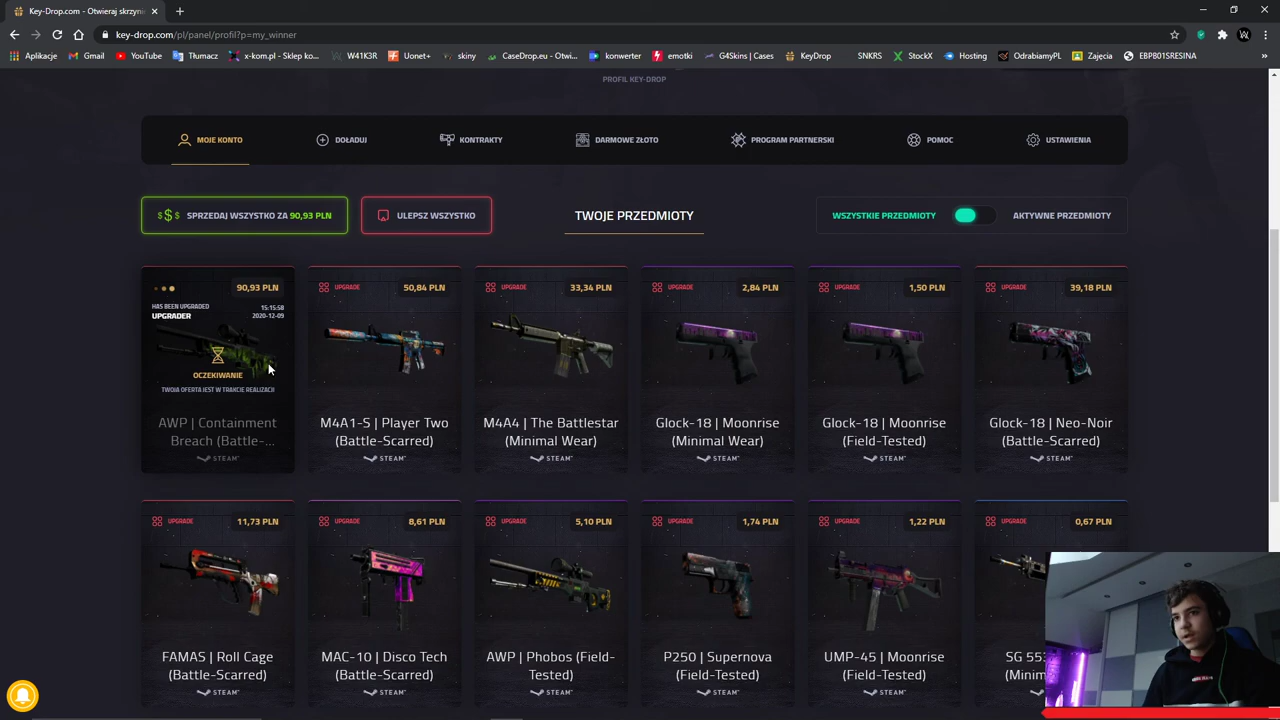 Key-Drop.com - Otwieraj skrzyni
key-drop.com/pl/panel/profil?p=my_winner
Aplikacje Gmail YouTube Tłumacz x-kom.pl - Sklep ko... W41K3R Uonet+ skiny CaseDrop.eu - Otwi... konwerter emotki G4Skins | Cases KeyDrop SNKRS StockX Hosting OdrabiamyPL Zajęcia EBPB01SRESINA »
PROFIL KEY-DROP
MOJE KONTO DOŁADUJ KONTRAKTY DARMOWE ZŁOTO PROGRAM PARTNERSKI POMOC USTAWIENIA
$$$ SPRZEDAJ WSZYSTKO ZA 90,93 PLN ULEPSZ WSZYSTKO TWOJE PRZEDMIOTY WSZYSTKIE PRZEDMIOTY AKTYWNE PRZEDMIOTY
90,93 PLN
HAS BEEN UPGRADED 15:15:58
UPGRADER 2020-12-09
OCZEKIWANIE
TWOJA OFERTA JEST W TRAKCIE REALIZACJI
AWP | Containment
Breach (Battle-...
STEAM
UPGRADE 50,84 PLN
M4A1-S | Player Two
(Battle-Scarred)
STEAM
UPGRADE 33,34 PLN
M4A4 | The Battlestar
(Minimal Wear)
STEAM
UPGRADE 2,84 PLN
Glock-18 | Moonrise
(Minimal Wear)
STEAM
UPGRADE 1,50 PLN
Glock-18 | Moonrise
(Field-Tested)
STEAM
UPGRADE 39,18 PLN
Glock-18 | Neo-Noir
(Battle-Scarred)
STEAM
UPGRADE 11,73 PLN
FAMAS | Roll Cage
(Battle-Scarred)
STEAM
UPGRADE 8,61 PLN
MAC-10 | Disco Tech
(Battle-Scarred)
STEAM
UPGRADE 5,10 PLN
AWP | Phobos (Field-
Tested)
STEAM
UPGRADE 1,74 PLN
P250 | Supernova
(Field-Tested)
STEAM
UPGRADE 1,22 PLN
UMP-45 | Moonrise
(Field-Tested)
STEAM
UPGRADE 0,67 PLN
SG 553
(Minim
STEAM